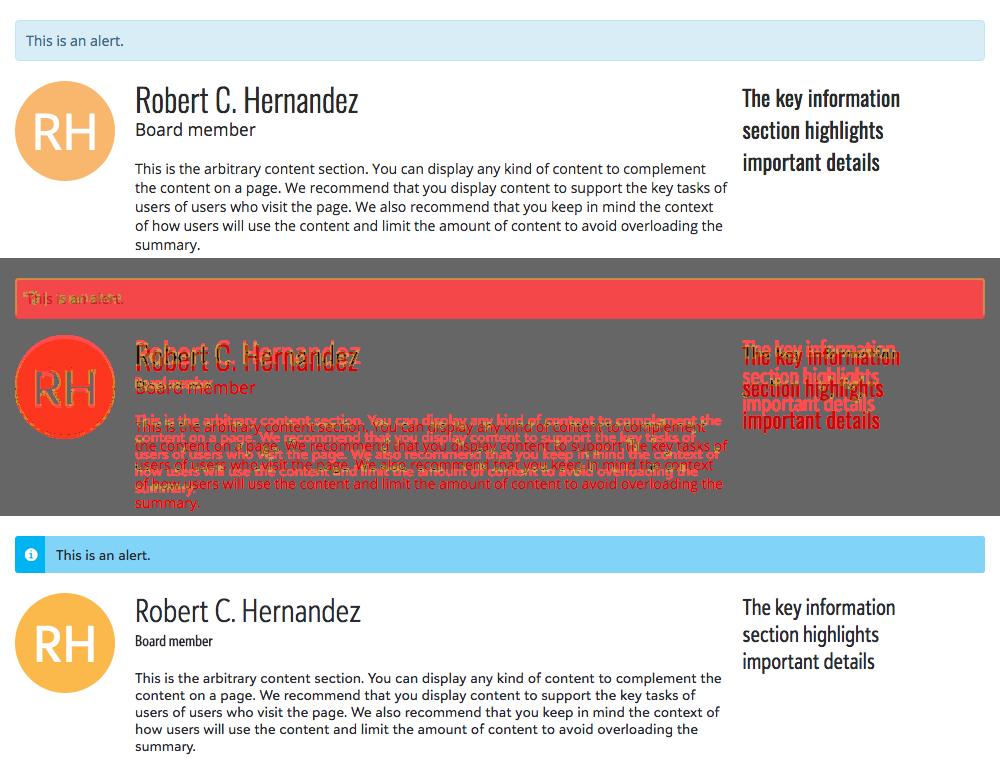 This is an alert.
RH
Robert C. Hernandez
Board member
This is the arbitrary content section. You can display any kind of content to complement
the content on a page. We recommend that you display content to support the key tasks of
users of users who visit the page. We also recommend that you keep in mind the context
of how users will use the content and limit the amount of content to avoid overloading the
summary.
The key information
section highlights
important details
This is an alert.
RH
Robert C. Hernandez
Board member
This is the arbitrary content section. You can display any kind of content to complement the
content on a page. We recommend that you display content to support the key tasks of
users of users who visit the page. We also recommend that you keep in mind the context
of how users will use the content and limit the amount of content to avoid overloading the
summary.
The key information
section highlights
important details
This is an alert.
RH
Robert C. Hernandez
Board member
This is the arbitrary content section. You can display any kind of content to complement the
content on a page. We recommend that you display content to support the key tasks of
users of users who visit the page. We also recommend that you keep in mind the context of
how users will use the content and limit the amount of content to avoid overloading the
summary.
The key information
section highlights
important details